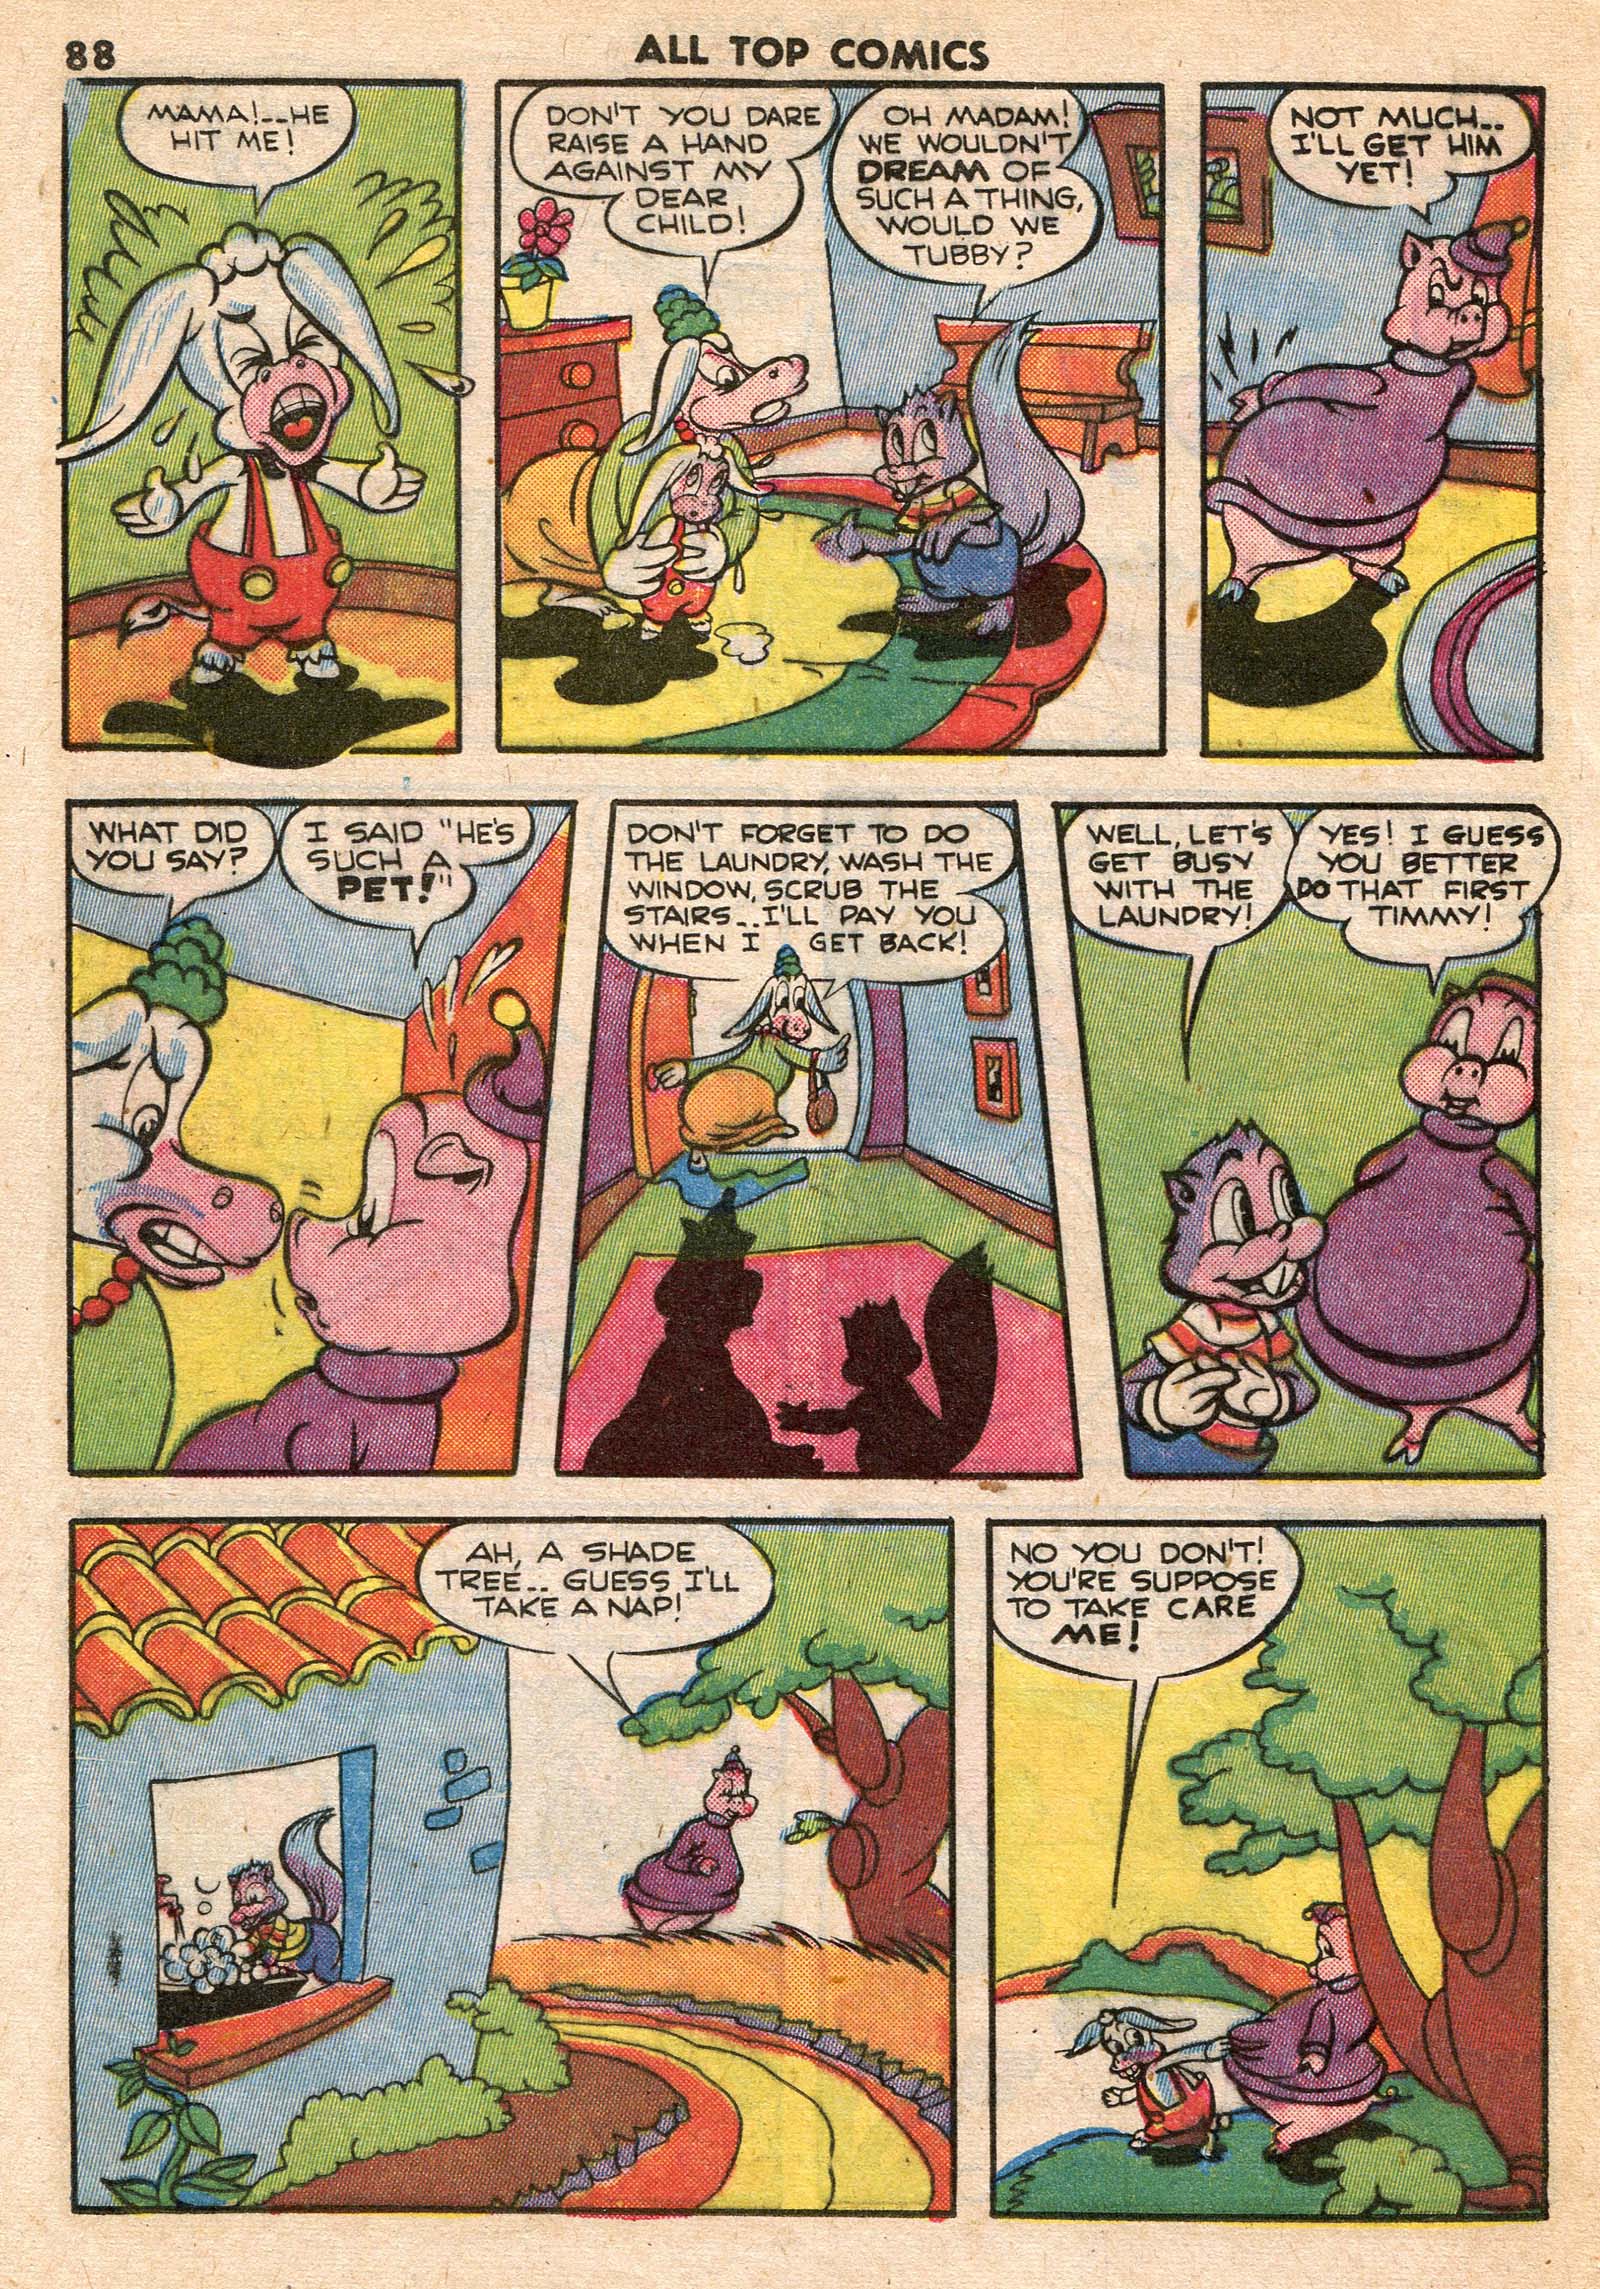 88
ALL TOP COMICS
MAMA!--HE
HIT ME!
DON'T YOU DARE
RAISE A HAND
AGAINST MY
DEAR
CHILD!
OH MADAM!
WE WOULDN'T
DREAM OF
SUCH A THING,
WOULD WE
TUBBY?
NOT MUCH..
I'LL GET HIM
YET!
WHAT DID
YOU SAY?
I SAID "HE'S
SUCH A
PET!"
DON'T FORGET TO DO
THE LAUNDRY, WASH THE
WINDOW, SCRUB THE
STAIRS.. I'LL PAY YOU
WHEN I GET BACK!
WELL, LET'S
GET BUSY
WITH THE
LAUNDRY!
YES! I GUESS
YOU BETTER
DO THAT FIRST
TIMMY!
AH, A SHADE
TREE.. GUESS I'LL
TAKE A NAP!
NO YOU DON'T!
YOU'RE SUPPOSE
TO TAKE CARE
ME!